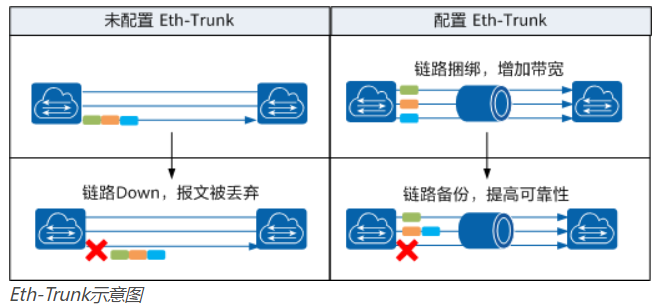 未配置 Eth-Trunk
配置 Eth-Trunk
链路捆绑，增加带宽
链路Down，报文被丢弃
链路备份，提高可靠性
Eth-Trunk示意图